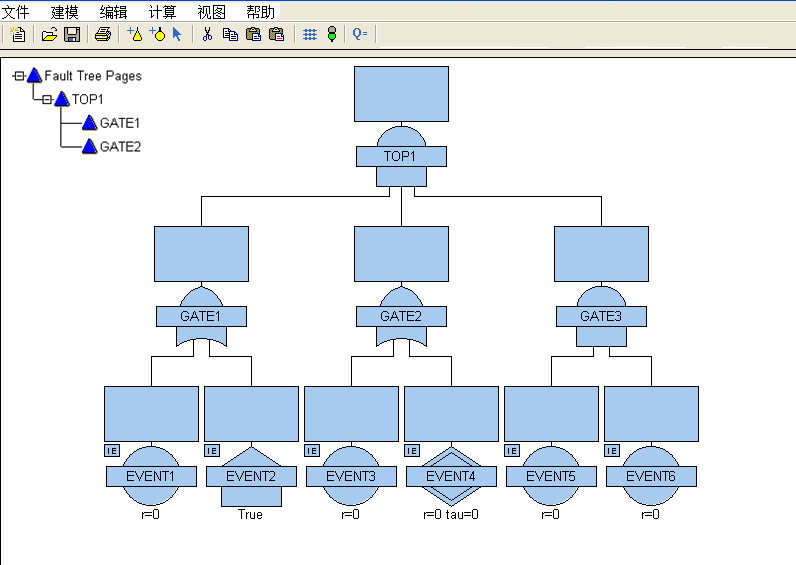 文件 建模 编辑 计算 视图 帮助
Q=
Fault Tree Pages
TOP1
GATE1
GATE2
TOP1
GATE1 GATE2 GATE3
IE IE IE IE IE IE
EVENT1 EVENT2 EVENT3 EVENT4 EVENT5 EVENT6
r=0 True r=0 r=0 tau=0 r=0 r=0